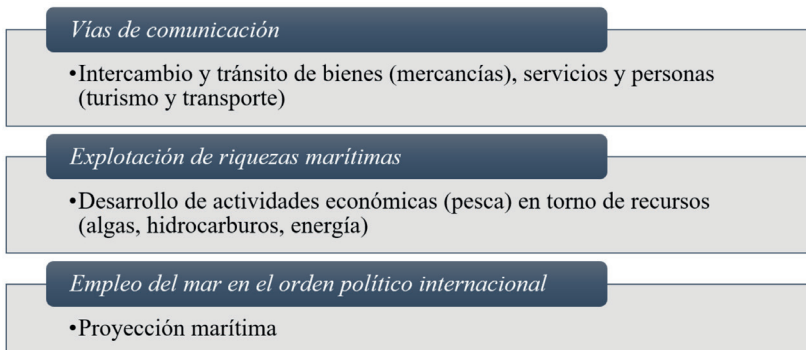 Vías de comunicación
•Intercambio y tránsito de bienes (mercancías), servicios y personas
(turismo y transporte)
Explotación de riquezas marítimas
•Desarrollo de actividades económicas (pesca) en torno de recursos
(algas, hidrocarburos, energía)
Empleo del mar en el orden político internacional
•Proyección marítima